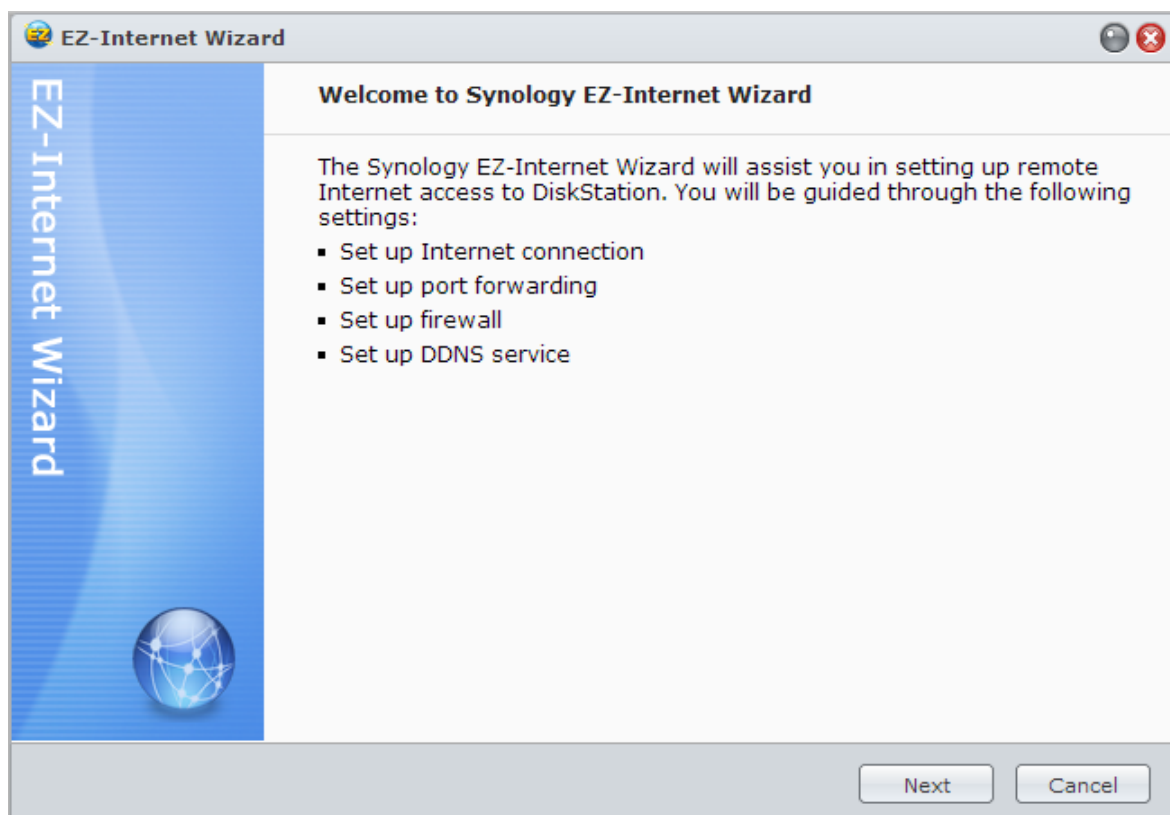 EZ-Internet Wizard
EZ-Internet Wizard
Welcome to Synology EZ-Internet Wizard
The Synology EZ-Internet Wizard will assist you in setting up remote
Internet access to DiskStation. You will be guided through the following
settings:
▪ Set up Internet connection
▪ Set up port forwarding
▪ Set up firewall
▪ Set up DDNS service
Next
Cancel